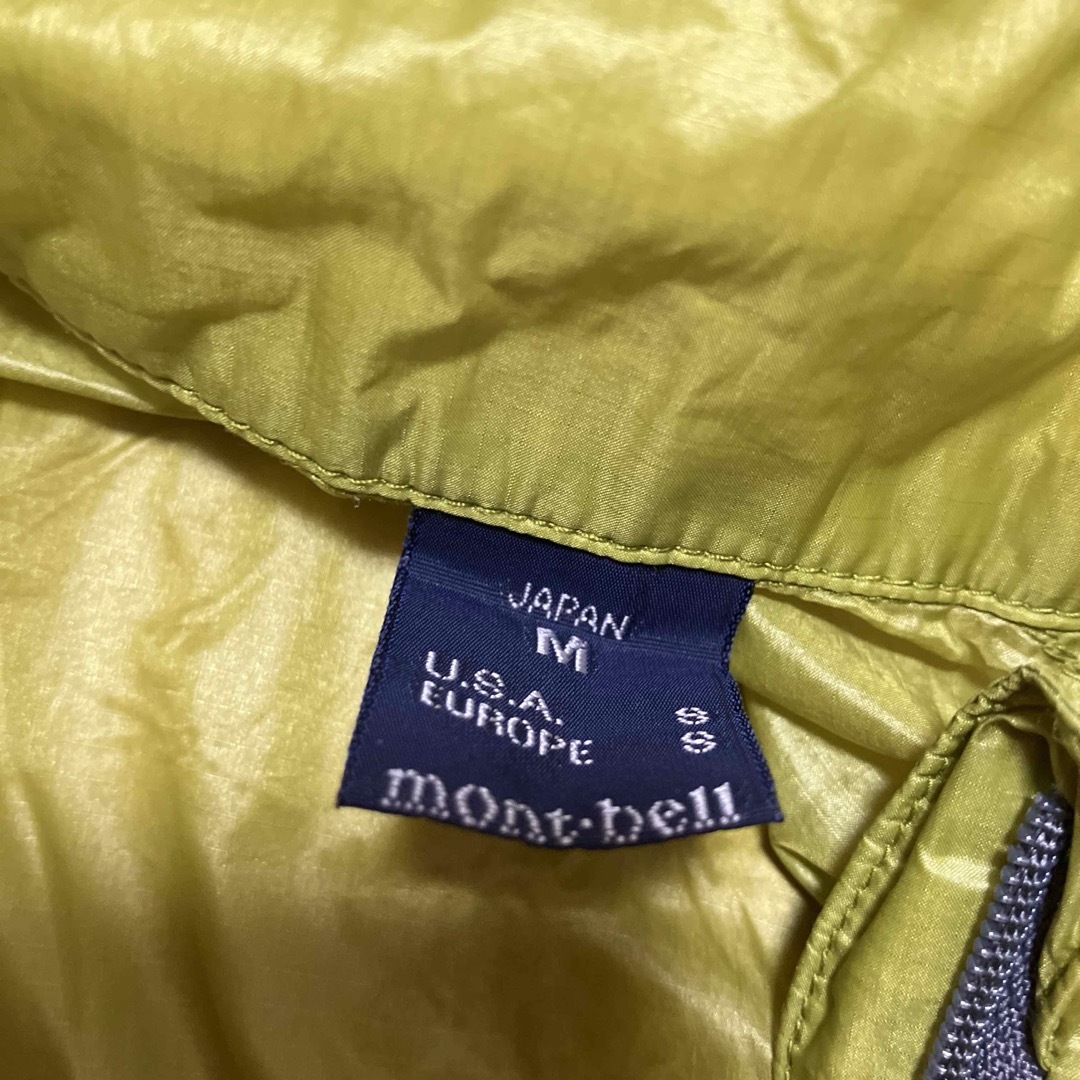 JAPAN
M
U.S.A. S
EUROPE S
mont·bell